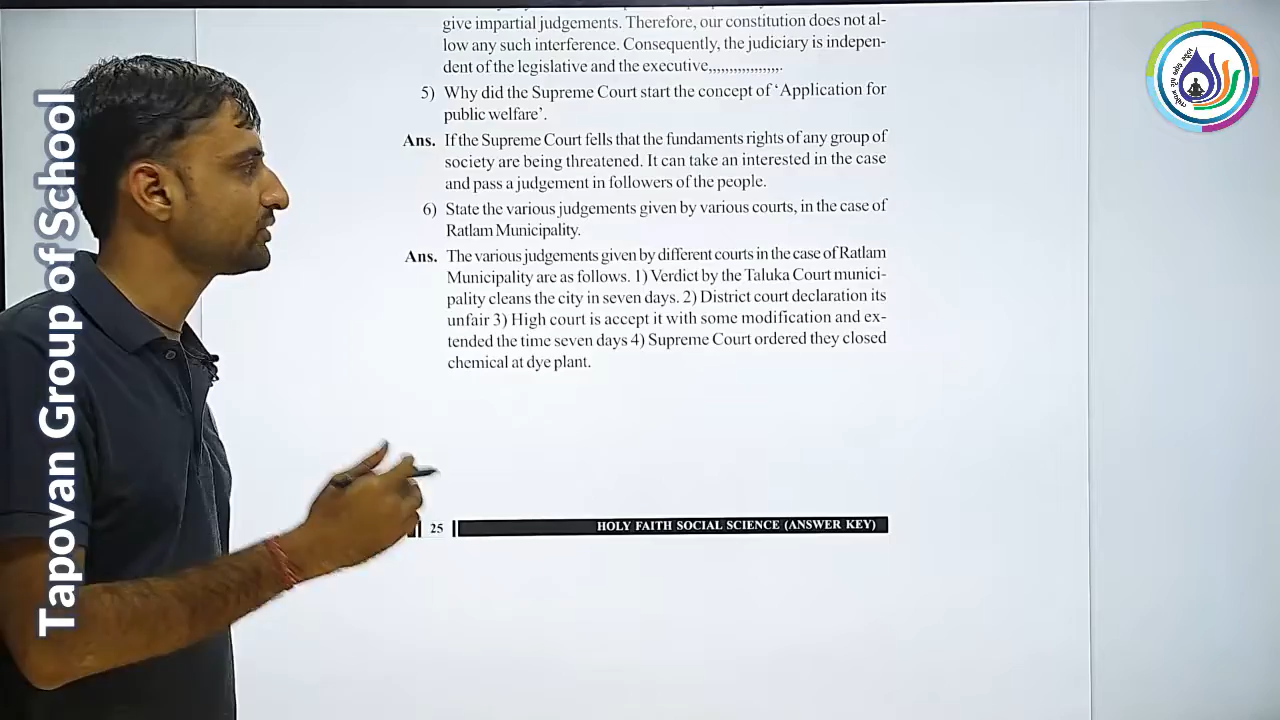 give impartial judgements. Therefore, our constitution does not al-
low any such interference. Consequently, the judiciary is indepen-
dent of the legislative and the executive,,,,,,,,,,,,,,,,,.
5) Why did the Supreme Court start the concept of ‘Application for
public welfare’.
Ans. If the Supreme Court fells that the fundaments rights of any group of
society are being threatened. It can take an interested in the case
and pass a judgement in followers of the people.
6) State the various judgements given by various courts, in the case of
Ratlam Municipality.
Ans. The various judgements given by different courts in the case of Ratlam
Municipality are as follows. 1) Verdict by the Taluka Court munici-
pality cleans the city in seven days. 2) District court declaration its
unfair 3) High court is accept it with some modification and ex-
tended the time seven days 4) Supreme Court ordered they closed
chemical at dye plant.
25
HOLY FAITH SOCIAL SCIENCE (ANSWER KEY)
Tapovan Group of School